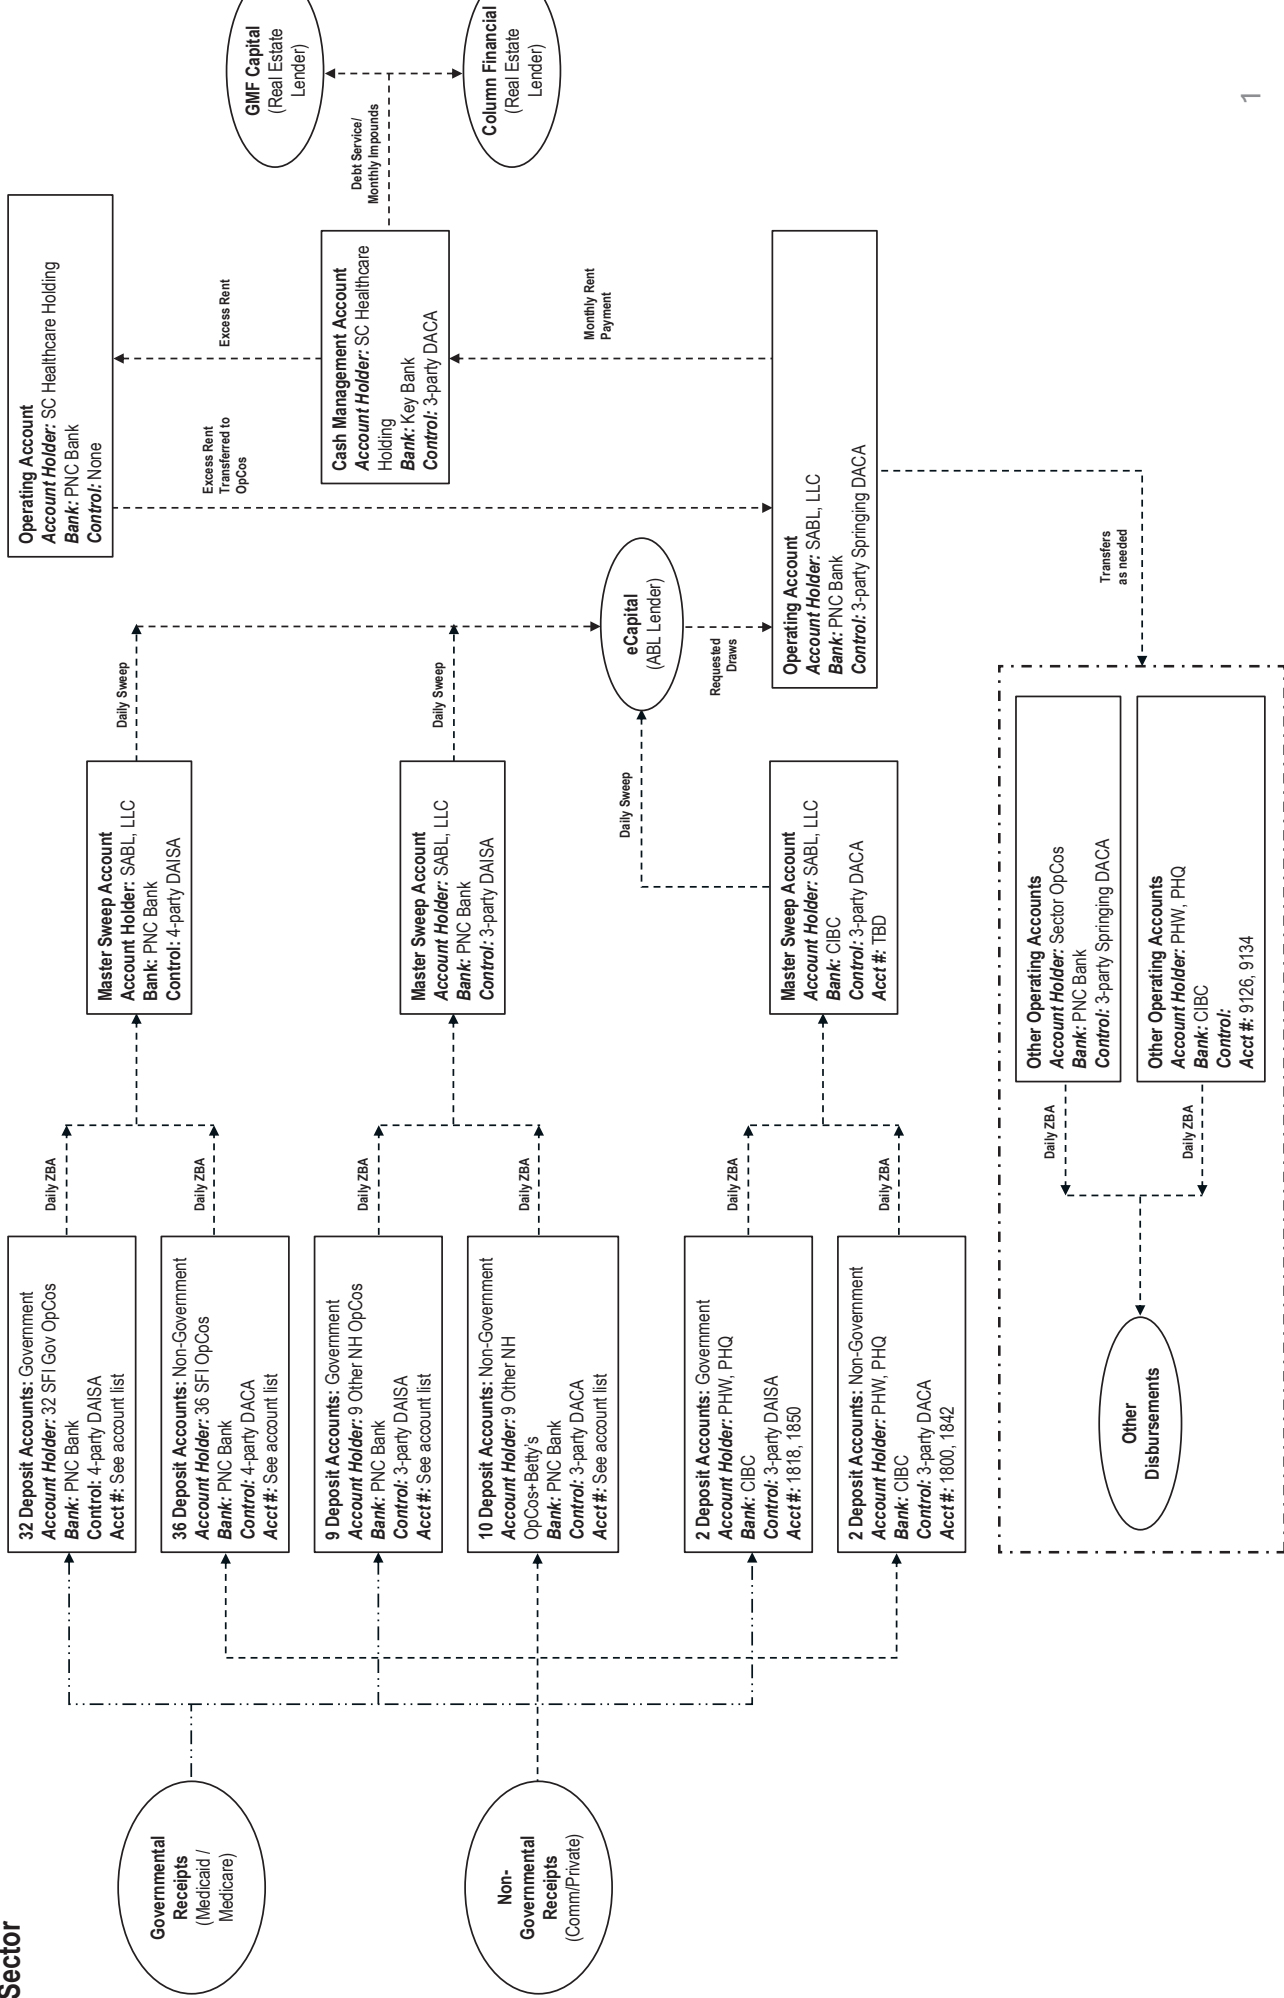 Sector
Governmental
Receipts
(Medicaid /
Medicare)
Non-
Governmental
Receipts
(Comm/Private)
32 Deposit Accounts: Government
Account Holder: 32 SFI Gov OpCos
Bank: PNC Bank
Control: 4-party DAISA
Acct #: See account list
36 Deposit Accounts: Non-Government
Account Holder: 36 SFI OpCos
Bank: PNC Bank
Control: 4-party DACA
Acct #: See account list
9 Deposit Accounts: Government
Account Holder: 9 Other NH OpCos
Bank: PNC Bank
Control: 3-party DAISA
Acct #: See account list
10 Deposit Accounts: Non-Government
Account Holder: 9 Other NH
OpCos+Betty's
Bank: PNC Bank
Control: 3-party DACA
Acct #: See account list
2 Deposit Accounts: Government
Account Holder: PHW, PHQ
Bank: CIBC
Control: 3-party DAISA
Acct #: 1818, 1850
2 Deposit Accounts: Non-Government
Account Holder: PHW, PHQ
Bank: CIBC
Control: 3-party DACA
Acct #: 1800, 1842
Daily ZBA
Daily ZBA
Daily ZBA
Daily ZBA
Daily ZBA
Daily ZBA
Master Sweep Account
Account Holder: SABL, LLC
Bank: PNC Bank
Control: 4-party DAISA
Master Sweep Account
Account Holder: SABL, LLC
Bank: PNC Bank
Control: 3-party DAISA
Master Sweep Account
Account Holder: SABL, LLC
Bank: CIBC
Control: 3-party DACA
Acct #: TBD
Daily Sweep
Daily Sweep
Daily Sweep
eCapital
(ABL Lender)
Requested
Draws
Operating Account
Account Holder: SC Healthcare Holding
Bank: PNC Bank
Control: None
Excess Rent
Transferred to
OpCos
Excess Rent
Cash Management Account
Account Holder: SC Healthcare
Holding
Bank: Key Bank
Control: 3-party DACA
Monthly Rent
Payment
Operating Account
Account Holder: SABL, LLC
Bank: PNC Bank
Control: 3-party Springing DACA
Debt Service/
Monthly Impounds
GMF Capital
(Real Estate
Lender)
Column Financial
(Real Estate
Lender)
Transfers
as needed
Other Operating Accounts
Account Holder: Sector OpCos
Bank: PNC Bank
Control: 3-party Springing DACA
Other Operating Accounts
Account Holder: PHW, PHQ
Bank: CIBC
Control:
Acct #: 9126, 9134
Daily ZBA
Daily ZBA
Other
Disbursements
1